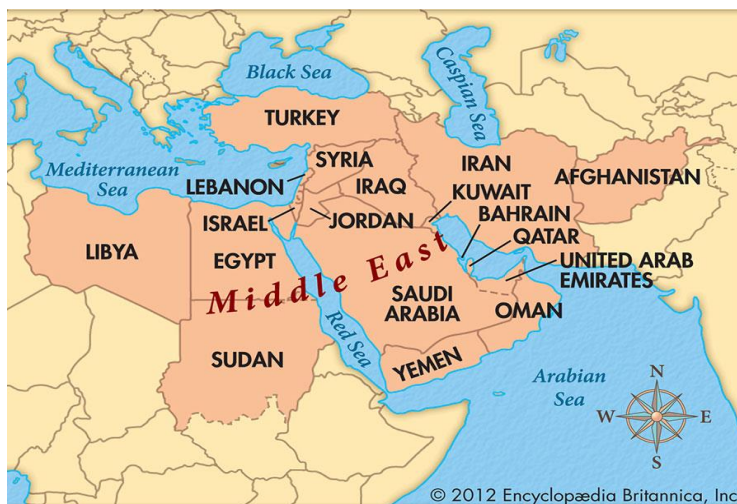 Black Sea
Caspian Sea
TURKEY
Mediterranean
Sea
SYRIA
LEBANON
IRAQ
IRAN
AFGHANISTAN
KUWAIT
ISRAEL
JORDAN
BAHRAIN
QATAR
LIBYA
EGYPT
Middle East
UNITED ARAB
EMIRATES
SAUDI
ARABIA
OMAN
Red Sea
SUDAN
YEMEN
Arabian
Sea
N
W
E
S
© 2012 Encyclopædia Britannica, Inc